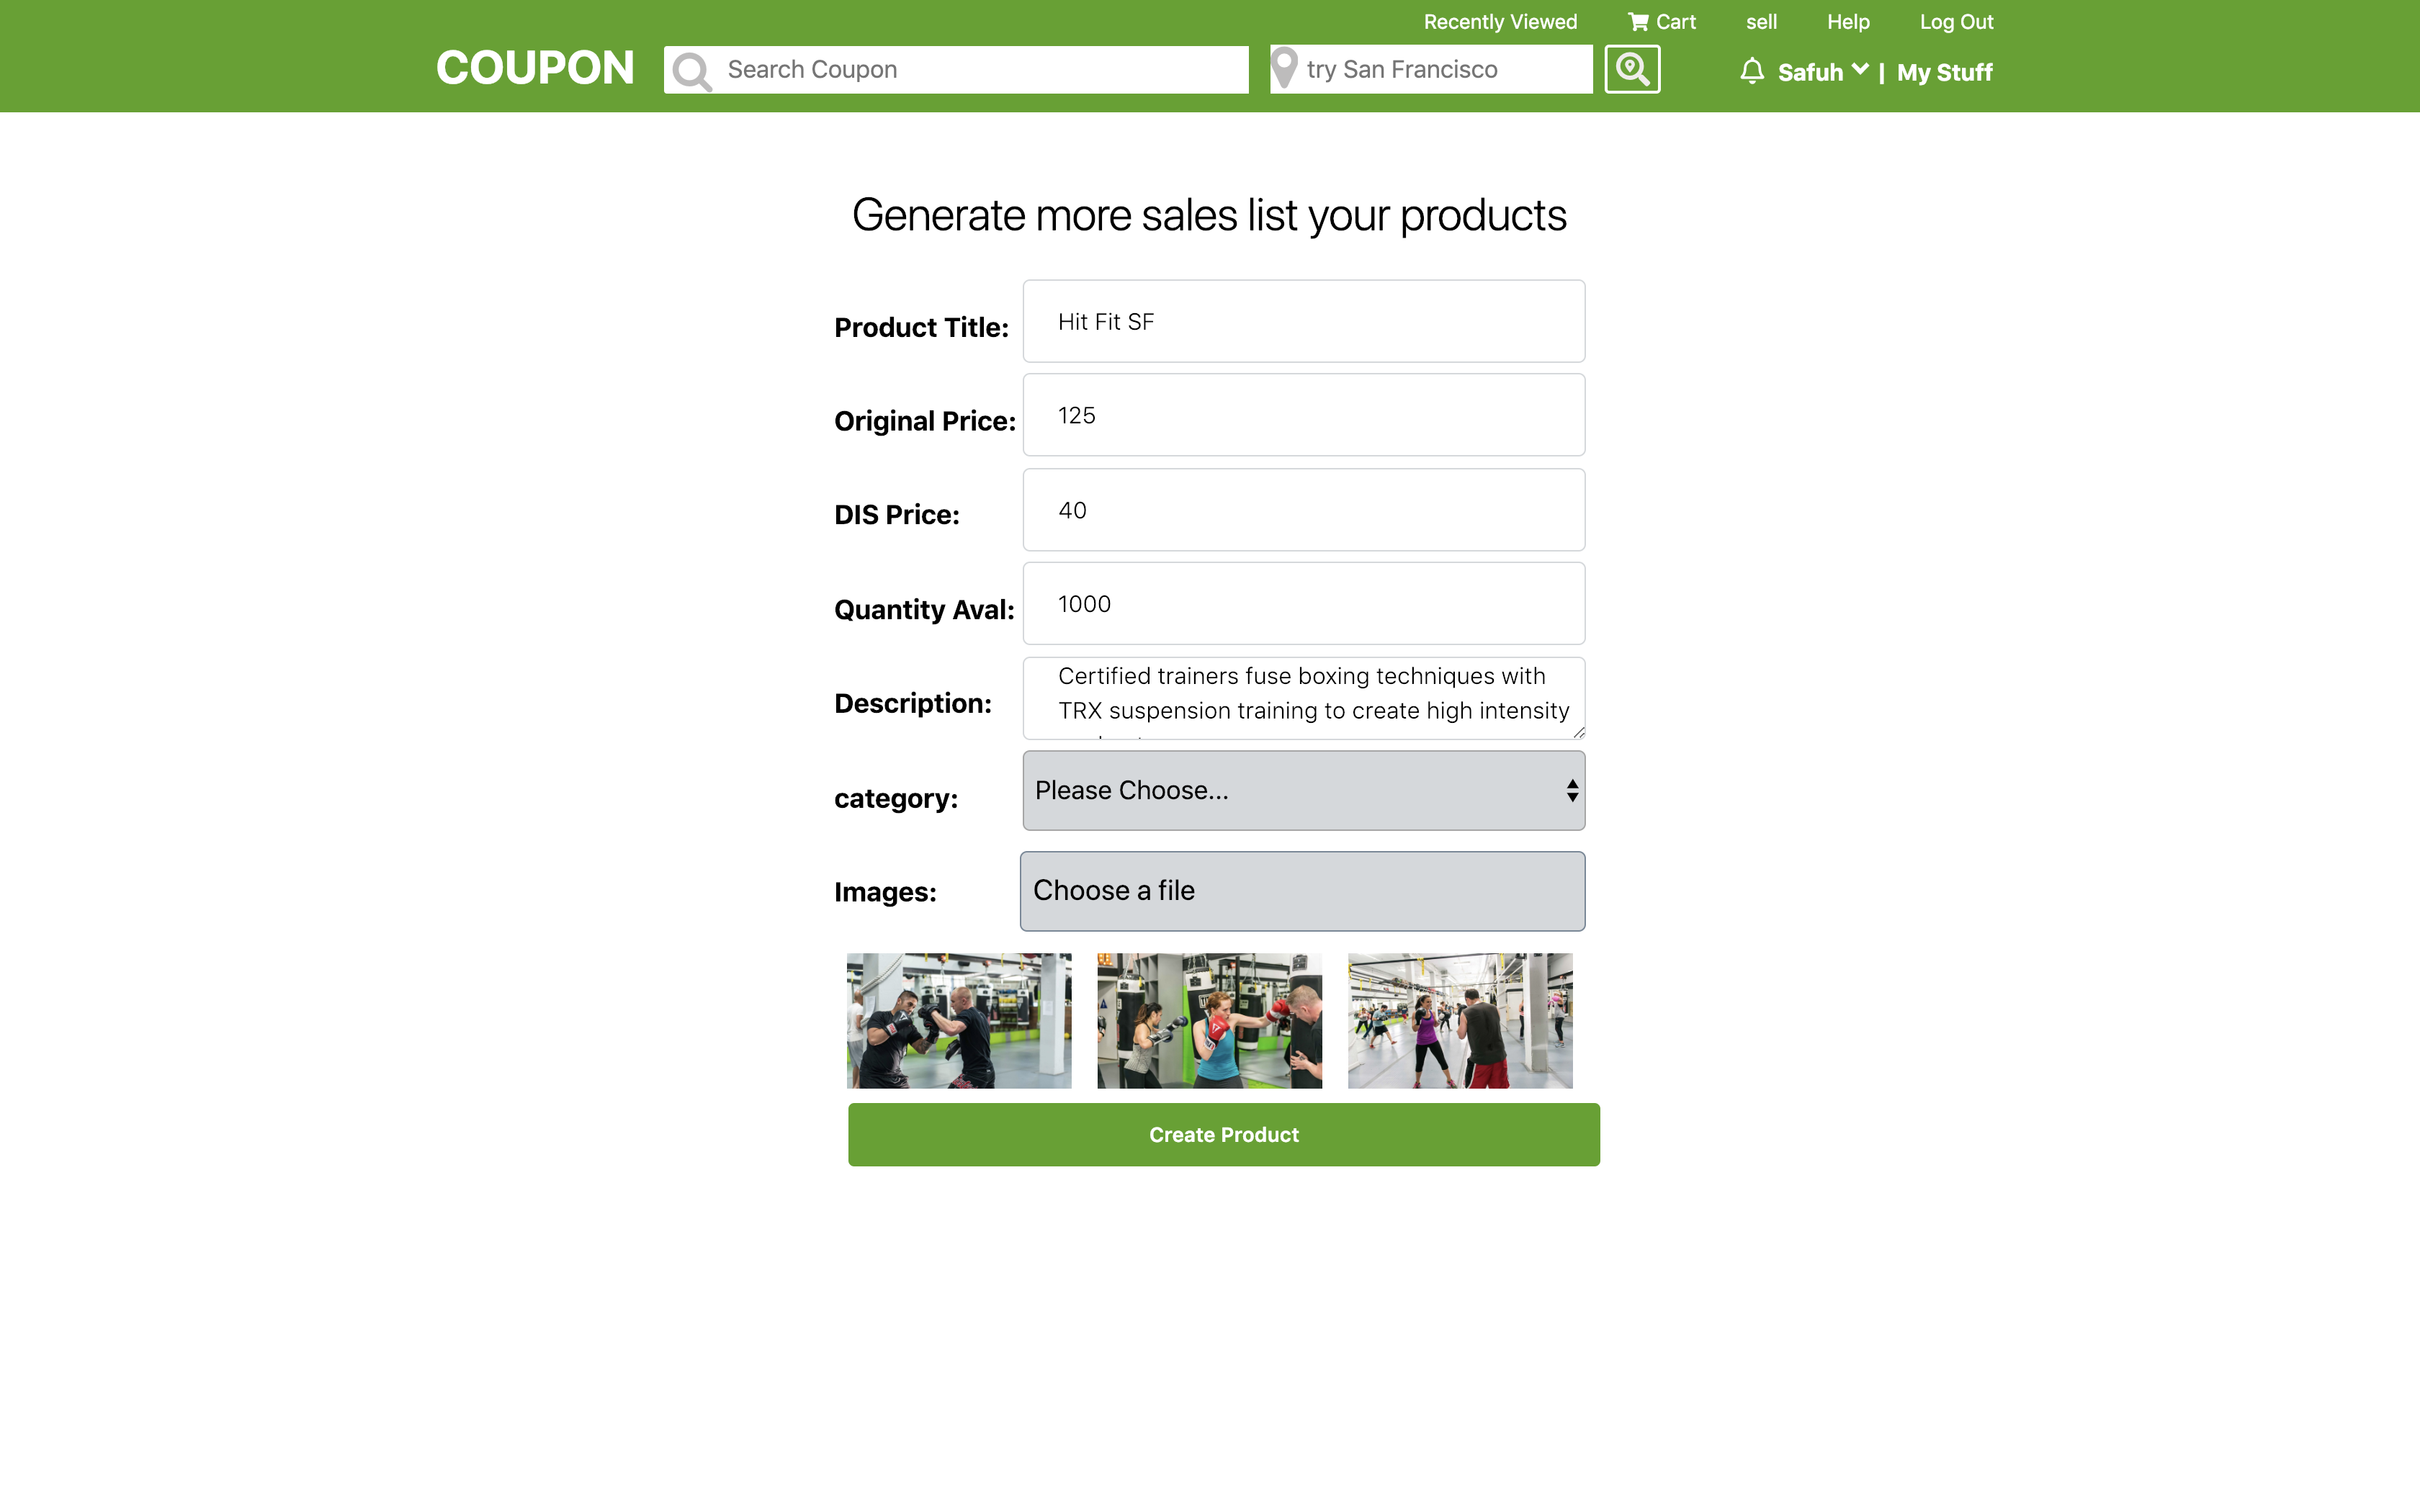 Recently Viewed Cart sell Help Log Out
COUPON Search Coupon try San Francisco Safuh | My Stuff
Generate more sales list your products
Product Title: Hit Fit SF
Original Price: 125
DIS Price: 40
Quantity Aval: 1000
Description: Certified trainers fuse boxing techniques with
TRX suspension training to create high intensity
category: Please Choose...
Images: Choose a file
Create Product